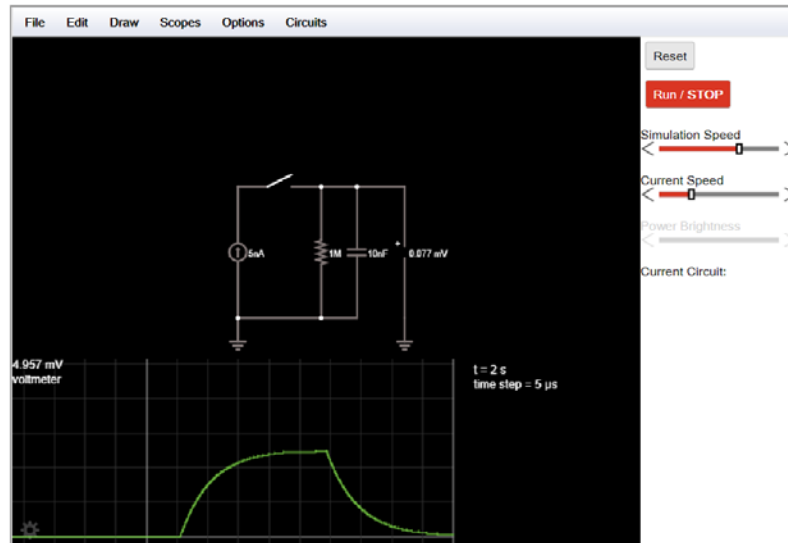 File Edit Draw Scopes Options Circuits
Reset
Run / STOP
Simulation Speed
Current Speed
Power Brightness
Current Circuit:
5nA 1M 10nF + 0.077 mV
4.957 mV
voltmeter
t = 2 s
time step = 5 µs